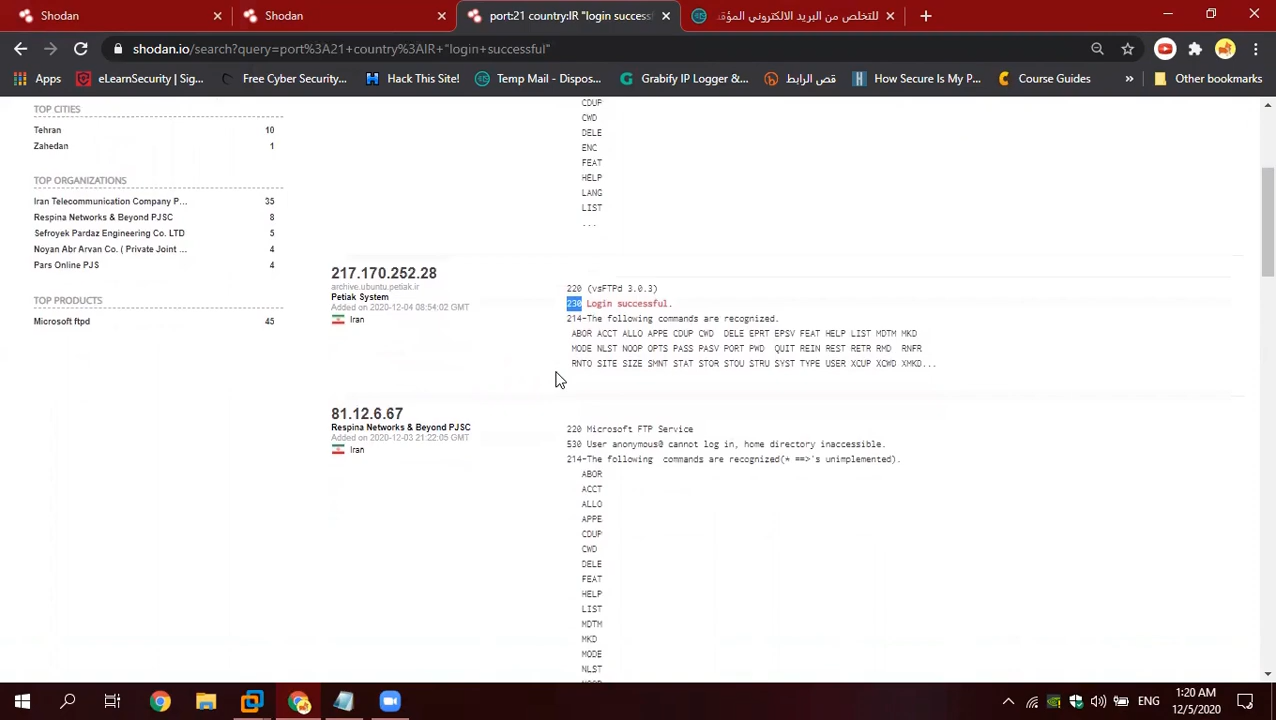 Shodan
Shodan
port:21 country:IR "login success
للتخلص من البريد الالكتروني المؤق
shodan.io/search?query=port%3A21+country%3AIR+"login+successful"
Apps
eLearnSecurity | Sig...
Free Cyber Security...
Hack This Site!
Temp Mail - Dispos...
Grabify IP Logger &...
قص الرابط
How Secure Is My P...
Course Guides
»
Other bookmarks
TOP CITIES
Tehran 10
Zahedan 1
TOP ORGANIZATIONS
Iran Telecommunication Company P... 35
Respina Networks & Beyond PJSC 8
Sefroyek Pardaz Engineering Co. LTD 5
Noyan Abr Arvan Co. ( Private Joint ... 4
Pars Online PJS 4
TOP PRODUCTS
Microsoft ftpd 45
CDUP
CWD
DELE
ENC
FEAT
HELP
LANG
LIST
...
217.170.252.28
archive.ubuntu.petiak.ir
Petiak System
Added on 2020-12-04 08:54:02 GMT
Iran
220 (vsFTPd 3.0.3)
230 Login successful.
214-The following commands are recognized.
ABOR ACCT ALLO APPE CDUP CWD DELE EPRT EPSV FEAT HELP LIST MDTM MKD
MODE NLST NOOP OPTS PASS PASV PORT PWD QUIT REIN REST RETR RMD RNFR
RNTO SITE SIZE SMNT STAT STOR STOU STRU SYST TYPE USER XCUP XCWD XMKD...
81.12.6.67
Respina Networks & Beyond PJSC
Added on 2020-12-03 21:22:05 GMT
Iran
220 Microsoft FTP Service
530 User anonymous@ cannot log in, home directory inaccessible.
214-The following commands are recognized(* ==>'s unimplemented).
ABOR
ACCT
ALLO
APPE
CDUP
CWD
DELE
FEAT
HELP
LIST
MDTM
MKD
MODE
NLST
ENG
1:20 AM
12/5/2020